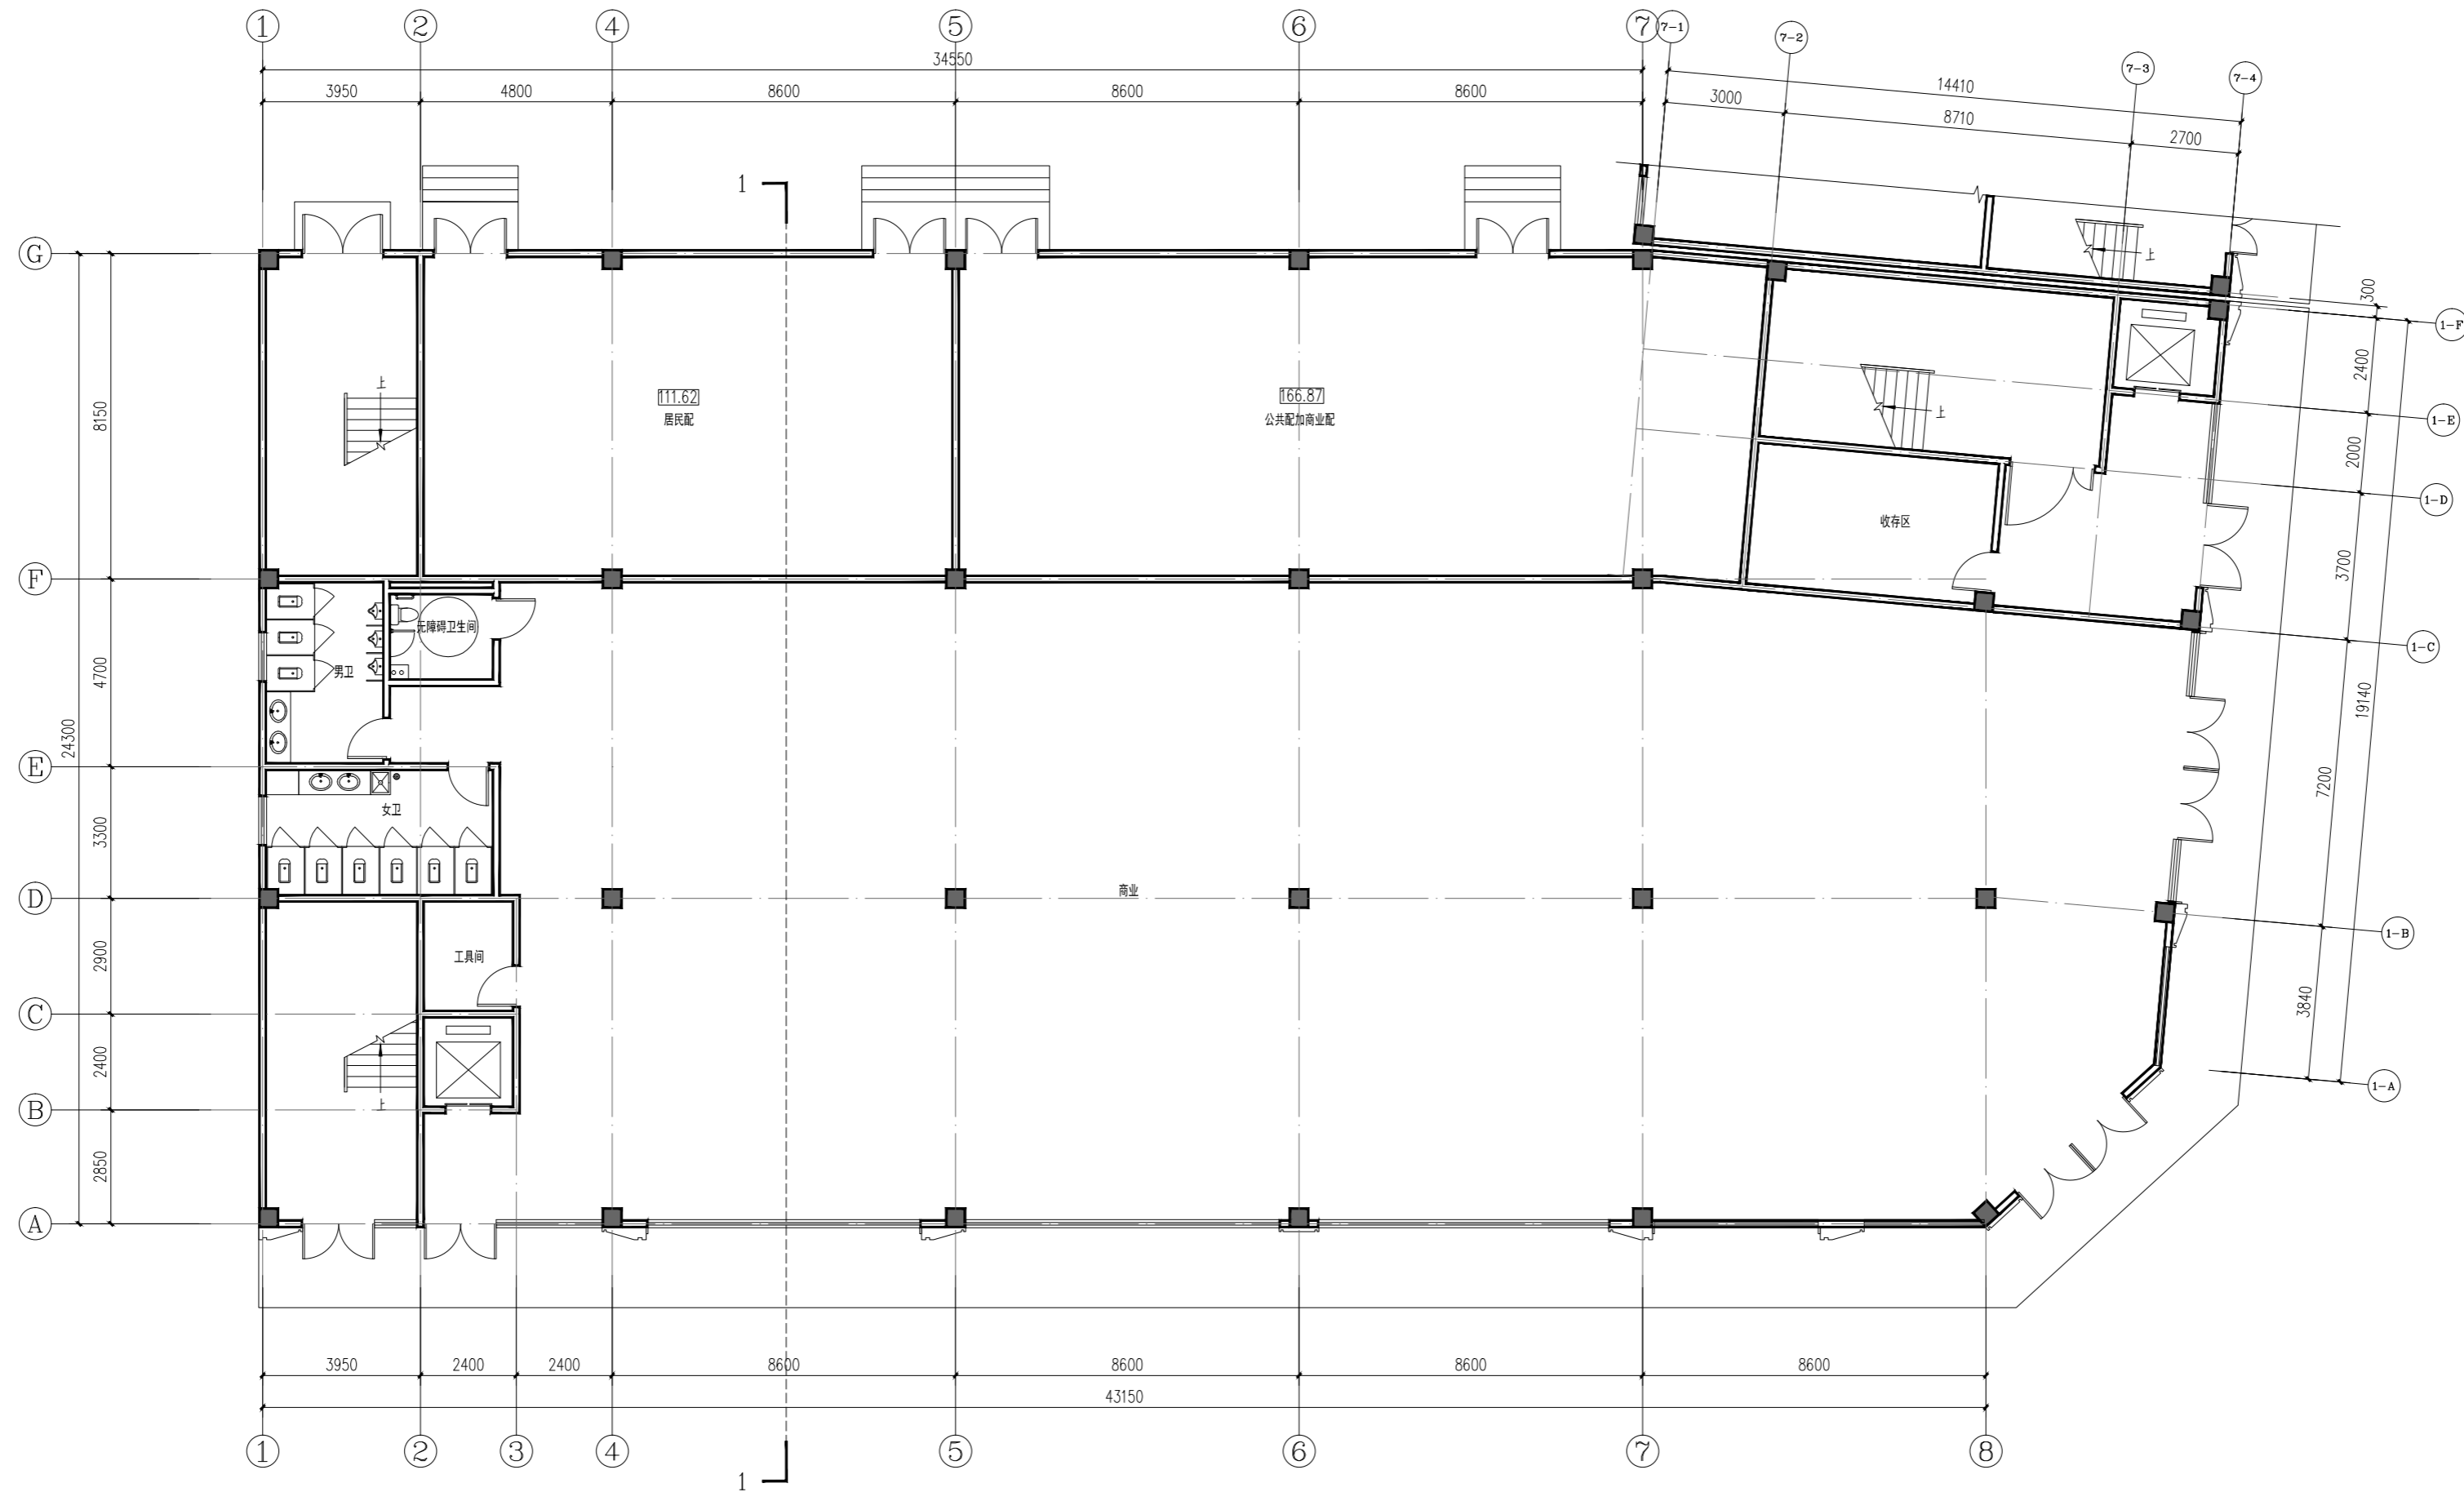 ① ② ④ ⑤ ⑥ ⑦ 7-1 7-2 7-3 7-4
34550
3950 4800 8600 8600 8600
14410
3000 8710 2700
1
G
F
E
D
C
B
A
24300
8150
4700
3300
2900
2400
2850
上
111.62
居民配
166.87
公共配加商业配
上
上
收存区
无障碍卫生间
男卫
女卫
商业
工具间
上
300
2400
2000
3700
7200
3840
19140
1-F
1-E
1-D
1-C
1-B
1-A
3950 2400 2400 8600 8600 8600 8600
43150
① ② ③ ④ ⑤ ⑥ ⑦ ⑧
1